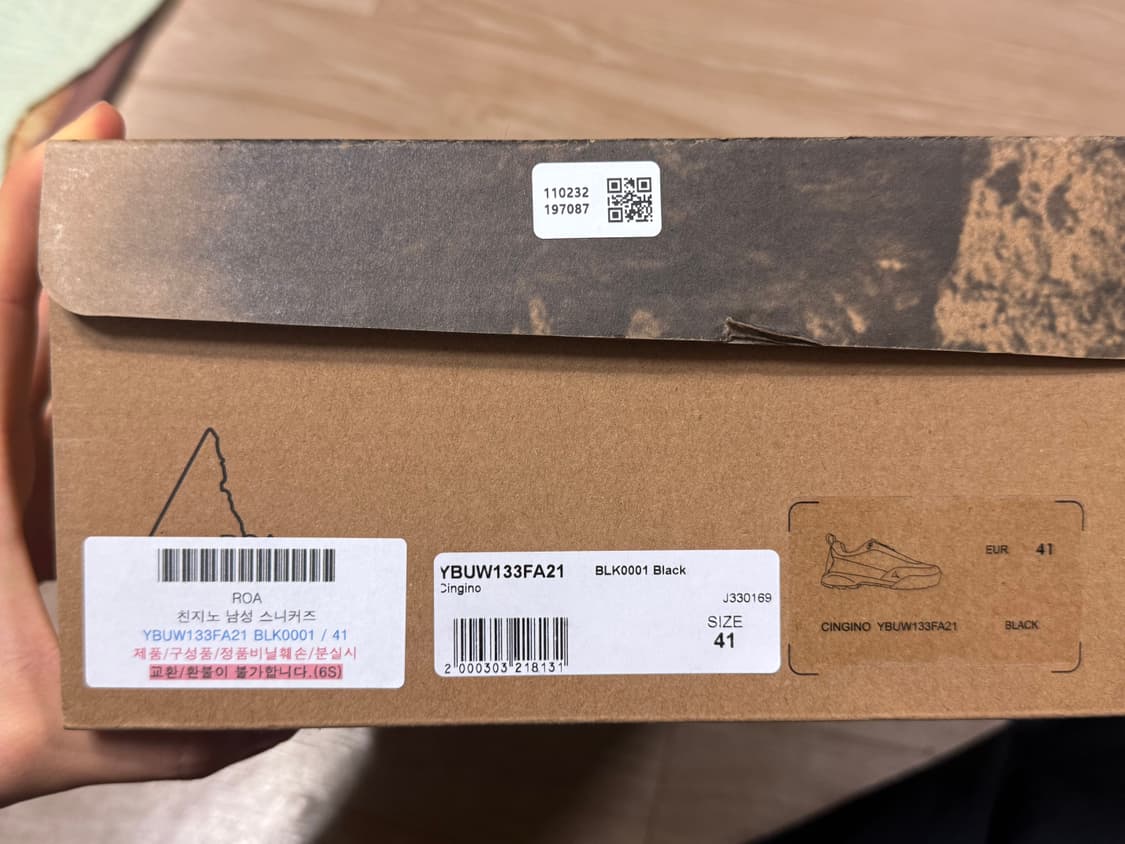 110232
197087
ROA
친지노 남성 스니커즈
YBUW133FA21 BLK0001 / 41
제품/구성품/정품비닐훼손/분실시
교환/환불이 불가합니다.(6S)
YBUW133FA21 BLK0001 Black
Cingino
J330169
SIZE
41
2 000303 218131
EUR 41
CINGINO YBUW133FA21 BLACK